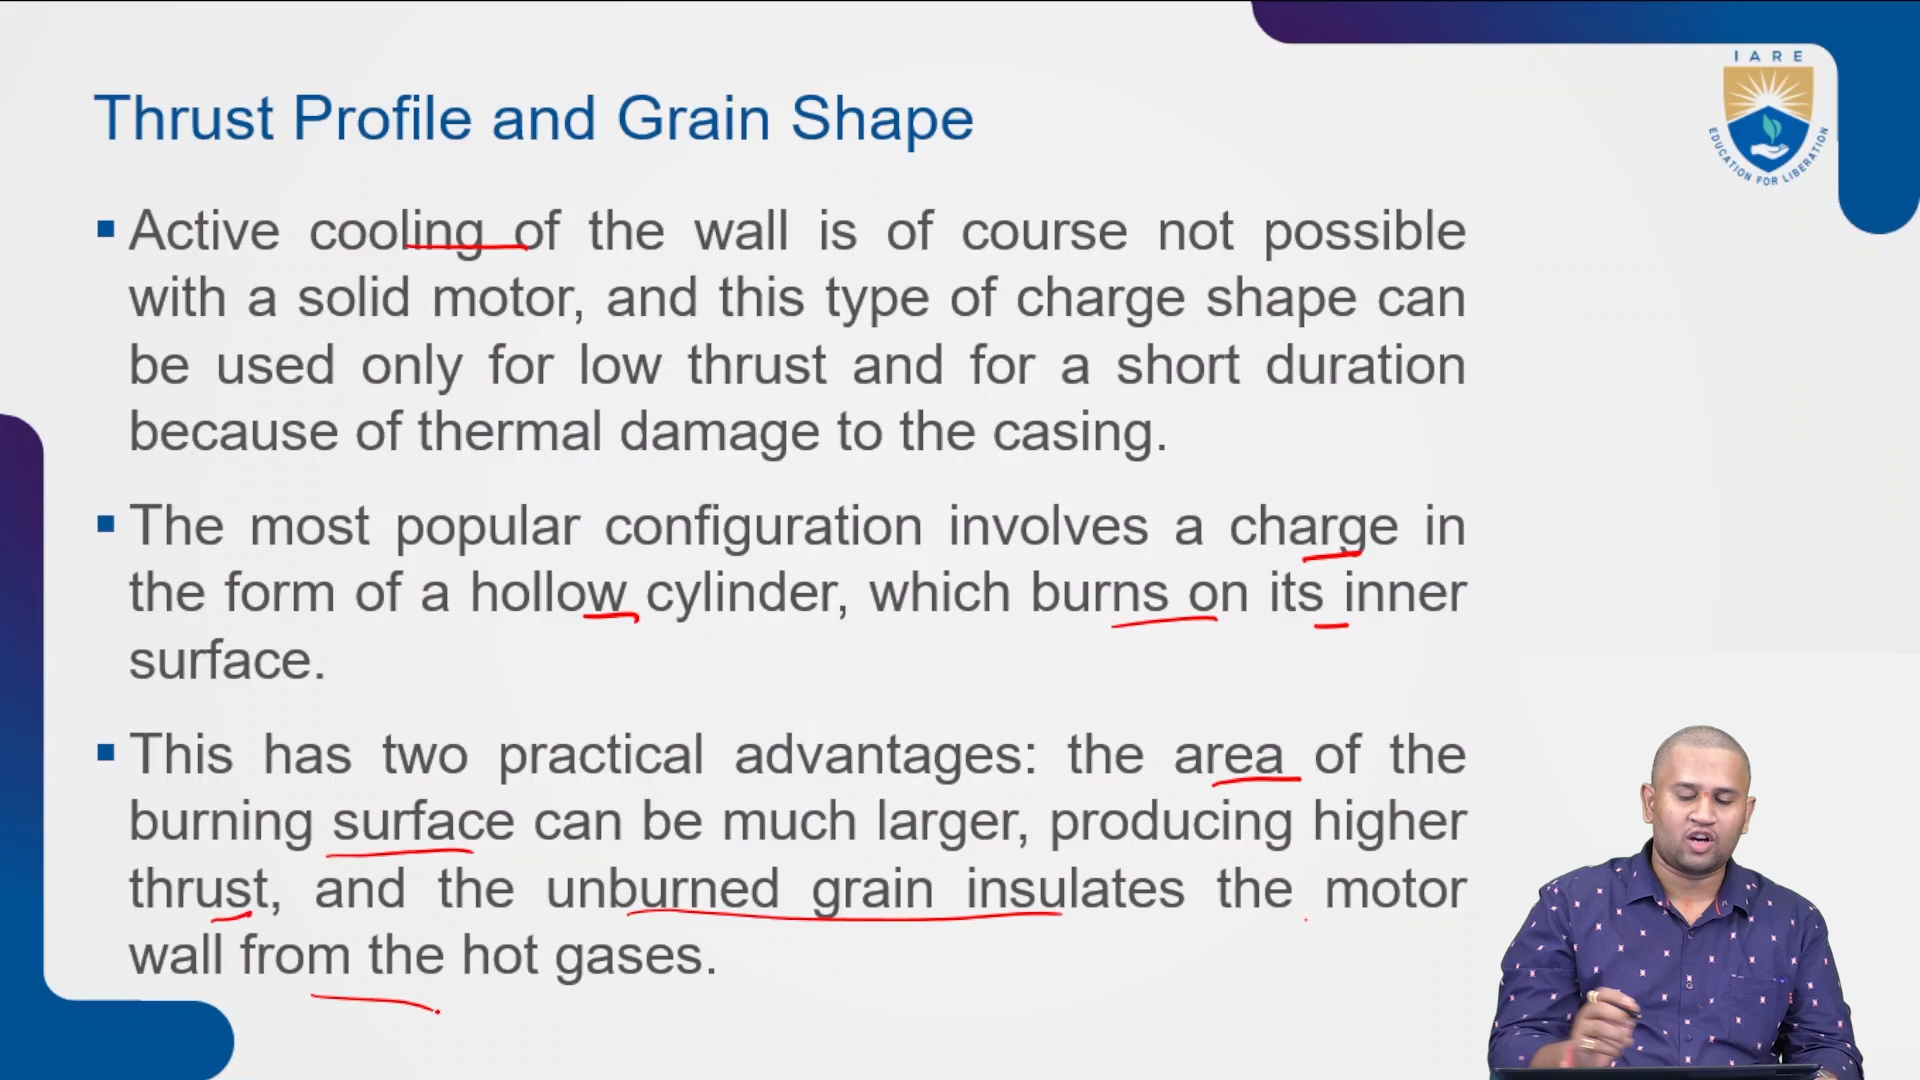 IARE
EDUCATION FOR LIBERATION
Thrust Profile and Grain Shape
▪ Active cooling of the wall is of course not possible
with a solid motor, and this type of charge shape can
be used only for low thrust and for a short duration
because of thermal damage to the casing.
▪ The most popular configuration involves a charge in
the form of a hollow cylinder, which burns on its inner
surface.
▪ This has two practical advantages: the area of the
burning surface can be much larger, producing higher
thrust, and the unburned grain insulates the motor
wall from the hot gases.